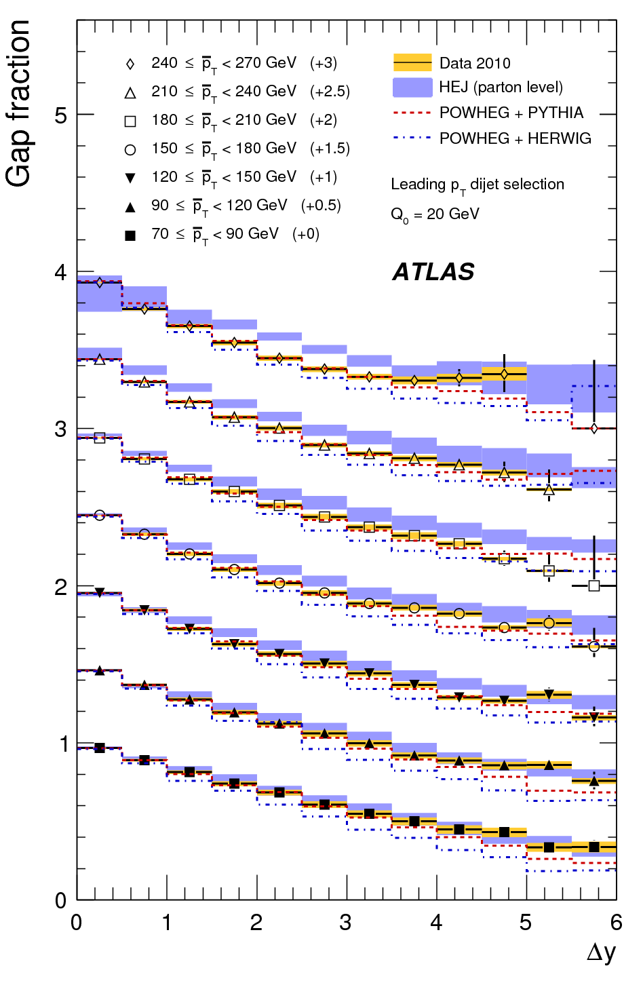 Gap fraction
240 ≤ p̅T < 270 GeV (+3)
210 ≤ p̅T < 240 GeV (+2.5)
180 ≤ p̅T < 210 GeV (+2)
150 ≤ p̅T < 180 GeV (+1.5)
120 ≤ p̅T < 150 GeV (+1)
90 ≤ p̅T < 120 GeV (+0.5)
70 ≤ p̅T < 90 GeV (+0)
Data 2010
HEJ (parton level)
POWHEG + PYTHIA
POWHEG + HERWIG
Leading pT dijet selection
Q0 = 20 GeV
ATLAS
5
4
3
2
1
0
0 1 2 3 4 5 6
Δy